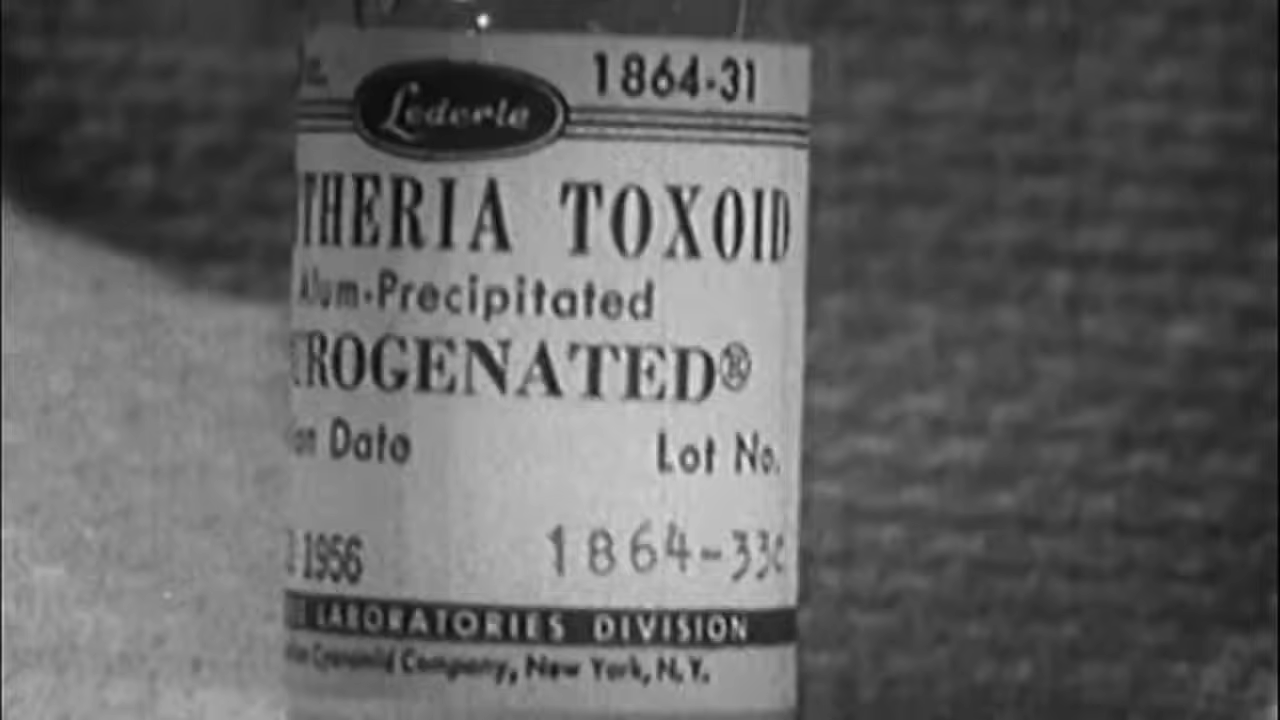 Lederle 1864-31
THERIA TOXOID
Alum-Precipitated
ROGENATED®
on Date Lot No.
1956 1864-33
LABORATORIES DIVISION
Cyanamid Company, New York, N.Y.